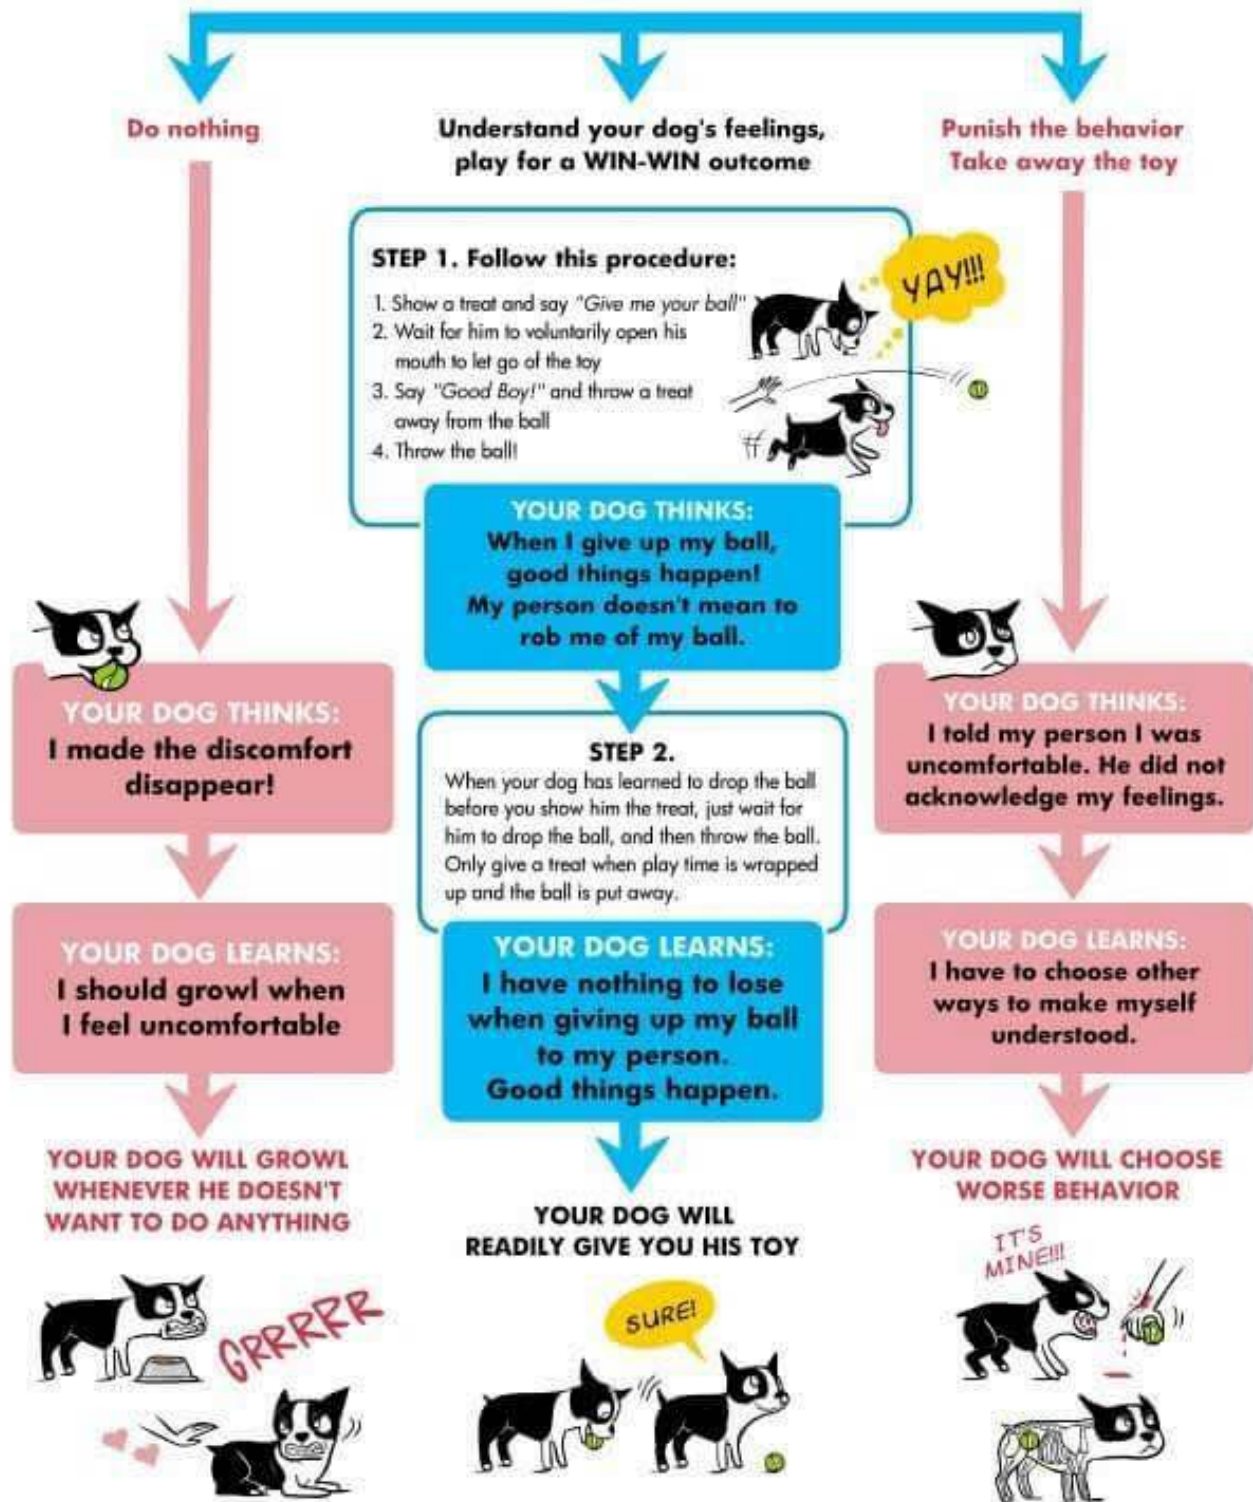 Do nothing
Understand your dog's feelings,
play for a WIN-WIN outcome
Punish the behavior
Take away the toy
STEP 1. Follow this procedure:
1. Show a treat and say "Give me your ball"
2. Wait for him to voluntarily open his
mouth to let go of the toy
3. Say "Good Boy!" and throw a treat
away from the ball
4. Throw the ball!
YAY!!!
YOUR DOG THINKS:
When I give up my ball,
good things happen!
My person doesn't mean to
rob me of my ball.
YOUR DOG THINKS:
I made the discomfort
disappear!
YOUR DOG THINKS:
I told my person I was
uncomfortable. He did not
acknowledge my feelings.
STEP 2.
When your dog has learned to drop the ball
before you show him the treat, just wait for
him to drop the ball, and then throw the ball.
Only give a treat when play time is wrapped
up and the ball is put away.
YOUR DOG LEARNS:
I should growl when
I feel uncomfortable
YOUR DOG LEARNS:
I have nothing to lose
when giving up my ball
to my person.
Good things happen.
YOUR DOG LEARNS:
I have to choose other
ways to make myself
understood.
YOUR DOG WILL GROWL
WHENEVER HE DOESN'T
WANT TO DO ANYTHING
GRRRRR
YOUR DOG WILL
READILY GIVE YOU HIS TOY
SURE!
YOUR DOG WILL CHOOSE
WORSE BEHAVIOR
IT'S
MINE!!!